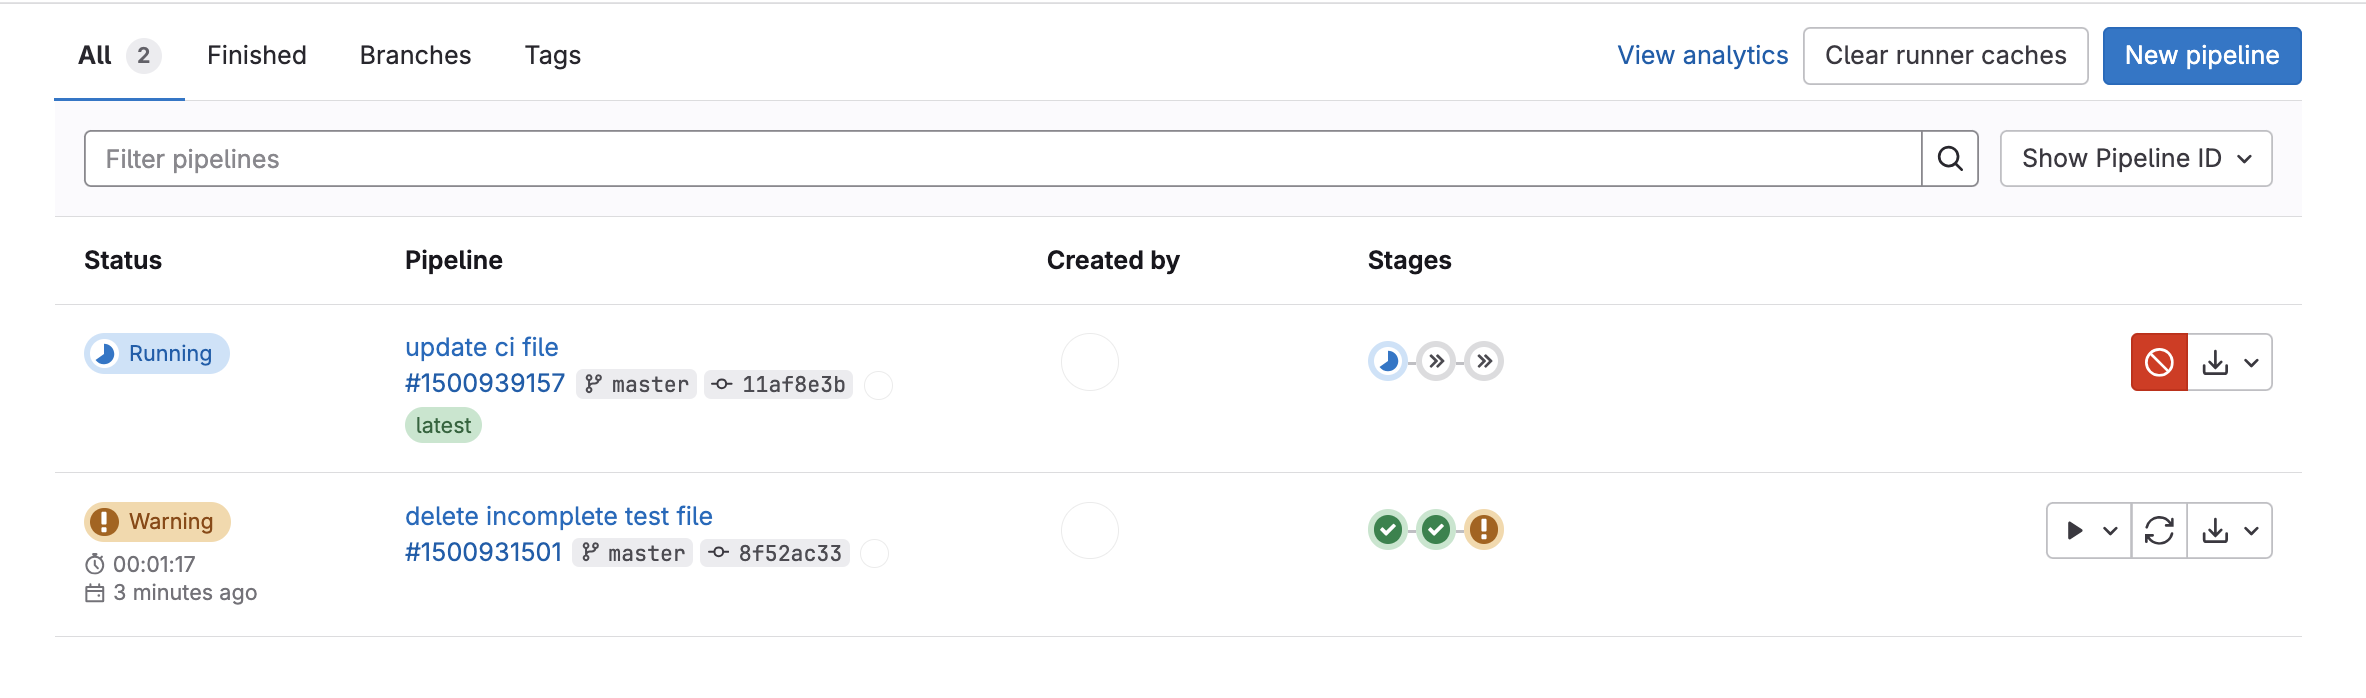 All 2 Finished Branches Tags View analytics Clear runner caches New pipeline
Filter pipelines Show Pipeline ID
Status Pipeline Created by Stages
Running update ci file
#1500939157 master 11af8e3b
latest
Warning delete incomplete test file
00:01:17 #1500931501 master 8f52ac33
3 minutes ago